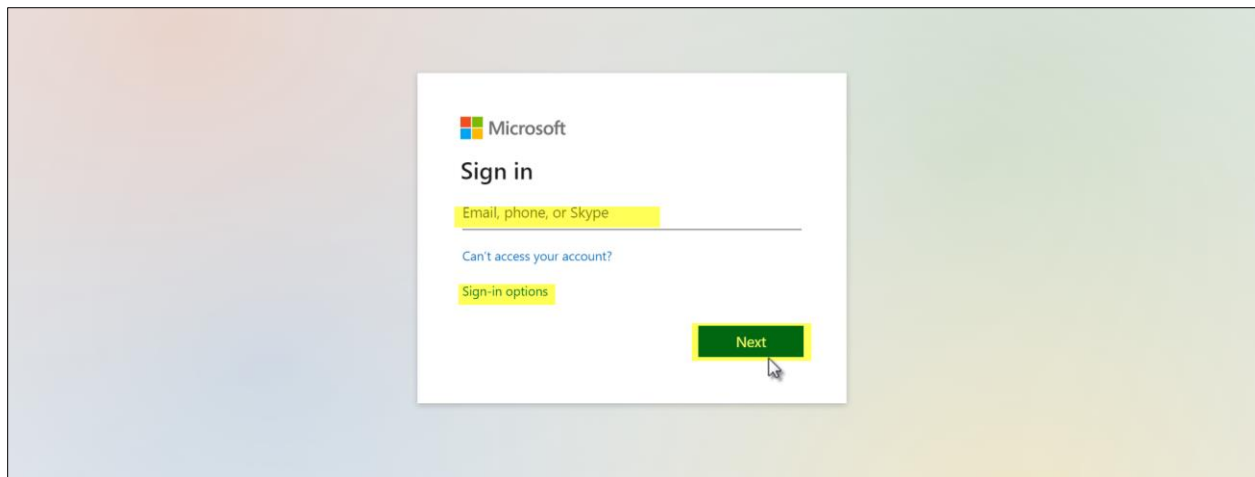 Microsoft
Sign in
Email, phone, or Skype
Can't access your account?
Sign-in options
Next